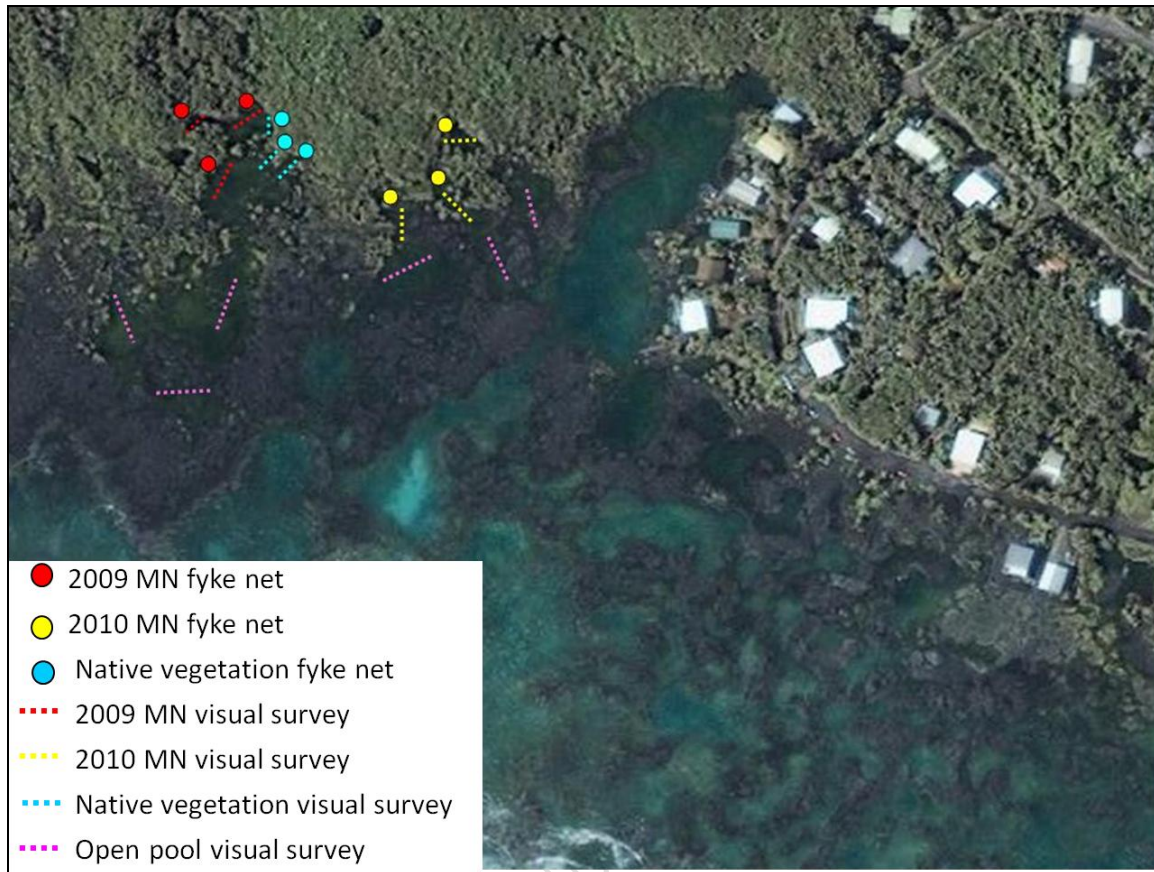 2009 MN fyke net
2010 MN fyke net
Native vegetation fyke net
2009 MN visual survey
2010 MN visual survey
Native vegetation visual survey
Open pool visual survey